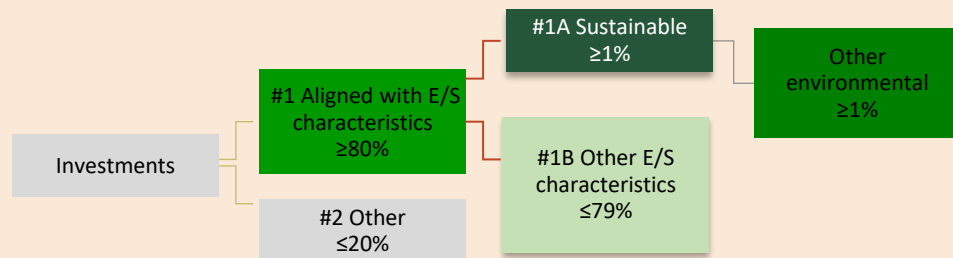 Investments
#1 Aligned with E/S
characteristics
≥80%
#2 Other
≤20%
#1A Sustainable
≥1%
#1B Other E/S
characteristics
≤79%
Other
environmental
≥1%